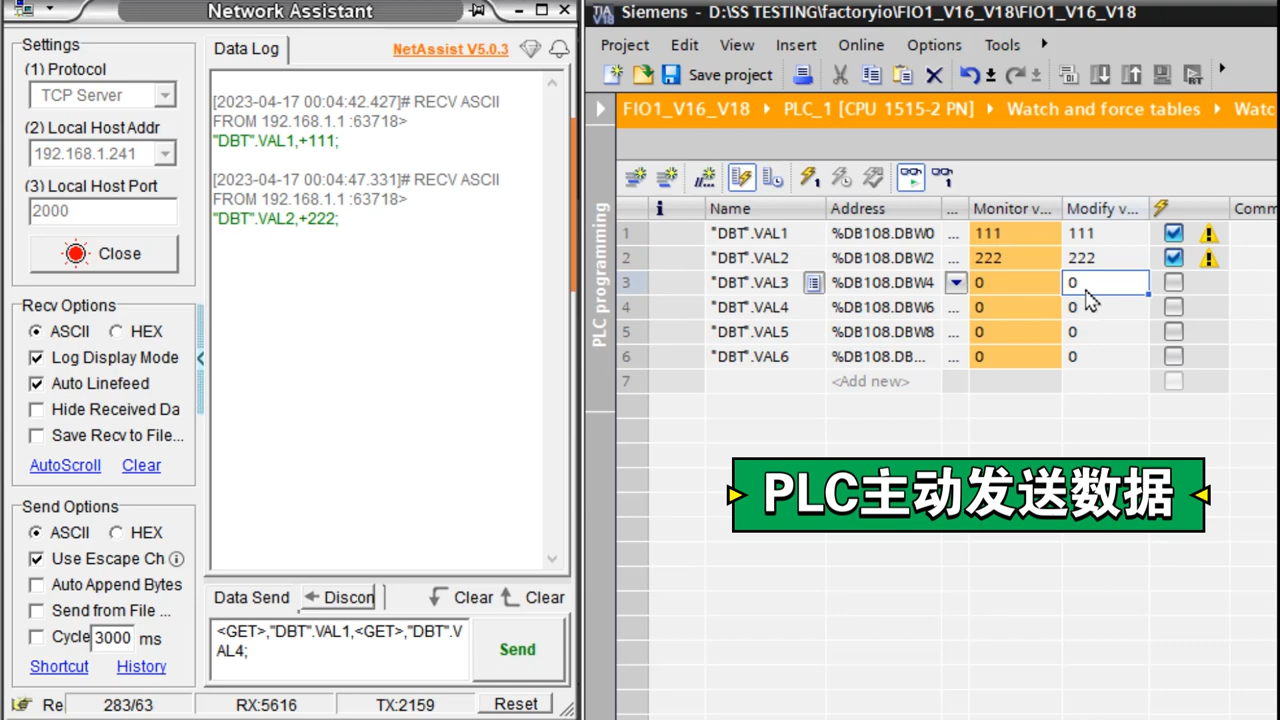 Network Assistant
Settings
(1) Protocol
TCP Server
(2) Local Host Addr
192.168.1.241
(3) Local Host Port
2000
Close
Recv Options
ASCII
HEX
Log Display Mode
Auto Linefeed
Hide Received Da
Save Recv to File...
AutoScroll
Clear
Send Options
ASCII
HEX
Use Escape Ch
Auto Append Bytes
Send from File ...
Cycle 3000 ms
Shortcut
History
Data Log
NetAssist V5.0.3
[2023-04-17 00:04:42.427]# RECV ASCII
FROM 192.168.1.1 :63718>
"DBT".VAL1,+111;
[2023-04-17 00:04:47.331]# RECV ASCII
FROM 192.168.1.1 :63718>
"DBT".VAL2,+222;
Data Send
Discon
Clear
Clear
<GET>,"DBT".VAL1,<GET>,"DBT".V
AL4;
Send
Re
283/63
RX:5616
TX:2159
Reset
TIA
V18
Siemens - D:\SS TESTING\factoryio\FIO1_V16_V18\FIO1_V16_V18
Project Edit View Insert Online Options Tools
Save project
FIO1_V16_V18 PLC_1 [CPU 1515-2 PN] Watch and force tables Watc
PLC programming
i Name Address ... Monitor v... Modify v... Comm
1 "DBT".VAL1 %DB108.DBW0 ... 111 111
2 "DBT".VAL2 %DB108.DBW2 ... 222 222
3 "DBT".VAL3 %DB108.DBW4 0 0
4 "DBT".VAL4 %DB108.DBW6 ... 0 0
5 "DBT".VAL5 %DB108.DBW8 ... 0 0
6 "DBT".VAL6 %DB108.DB... ... 0 0
7 <Add new>
PLC主动发送数据